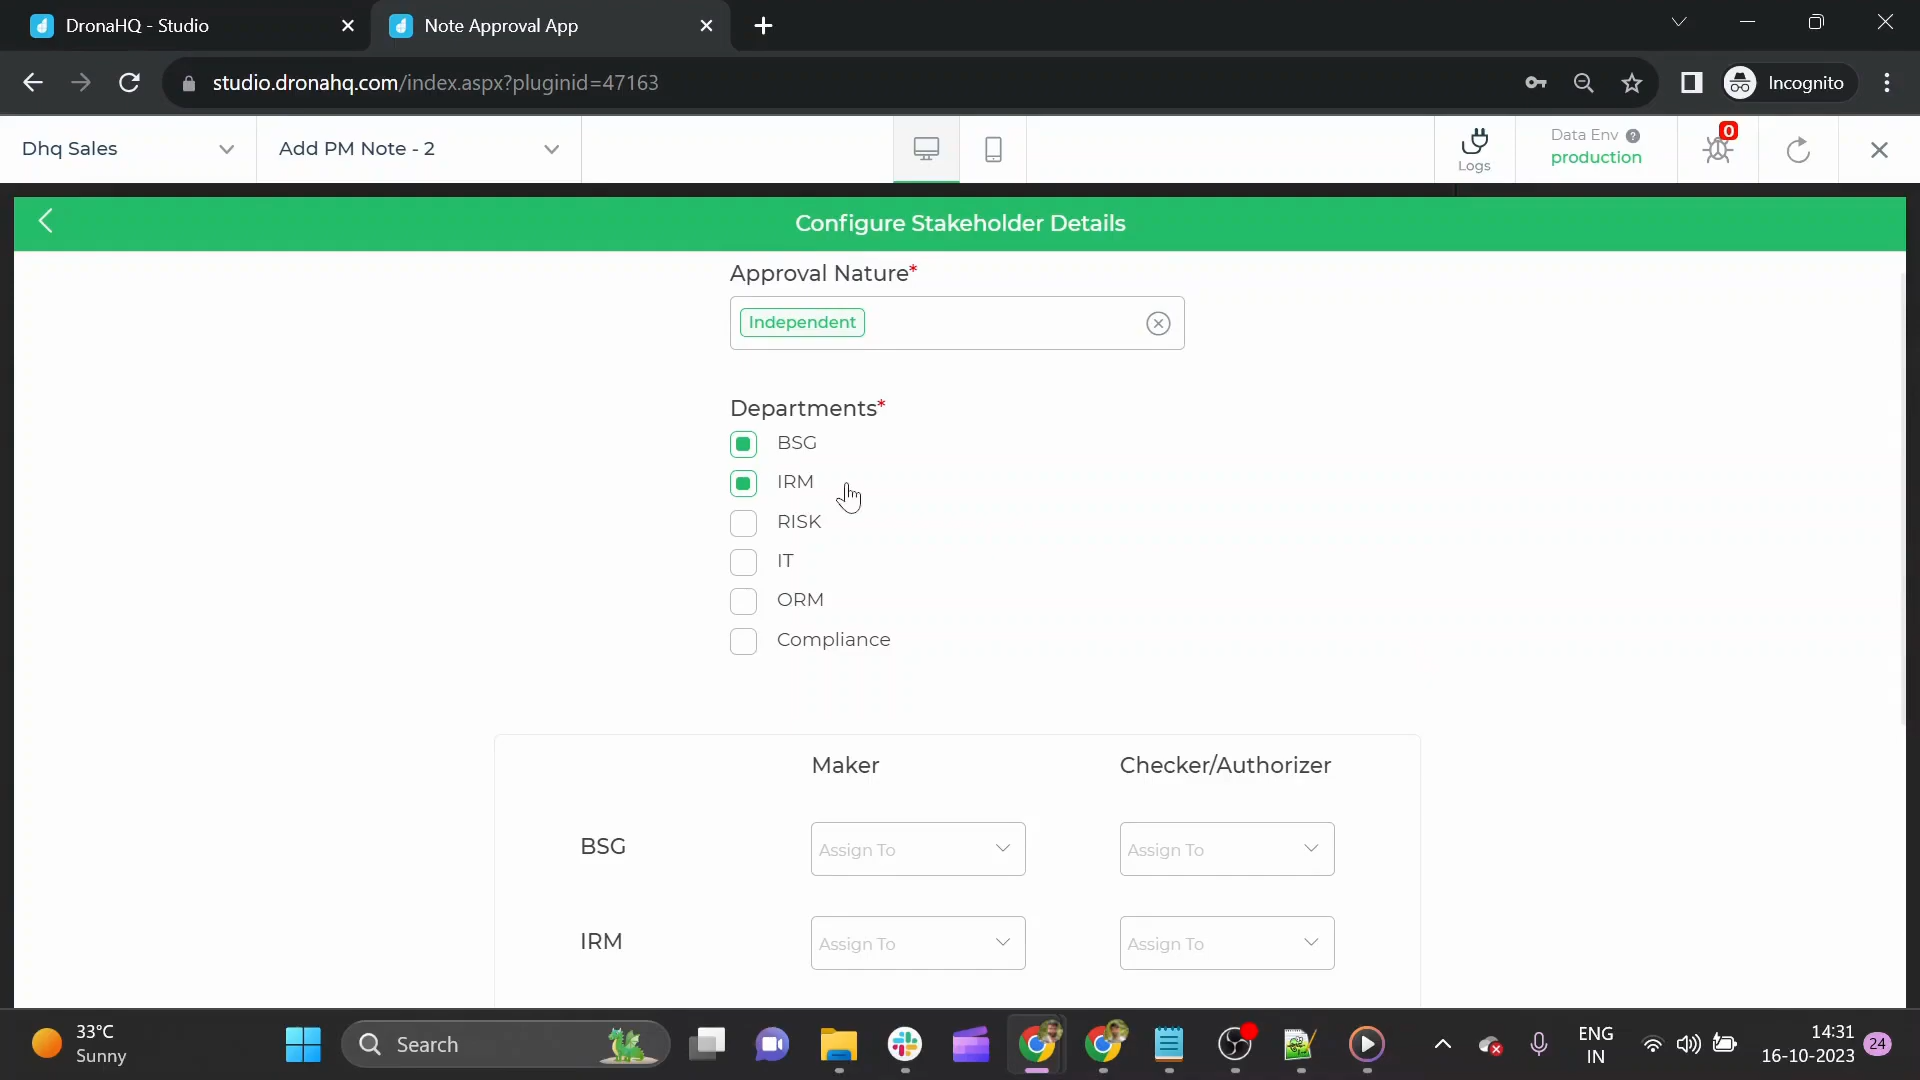 DronaHQ - Studio
Note Approval App
studio.dronahq.com/index.aspx?pluginid=47163
Incognito
Dhq Sales
Add PM Note - 2
Logs
Data Env ?
production
0
Configure Stakeholder Details
Approval Nature*
Independent
Departments*
BSG
IRM
RISK
IT
ORM
Compliance
Maker Checker/Authorizer
BSG Assign To Assign To
IRM Assign To Assign To
33°C
Sunny
Search
ENG
IN
14:31
16-10-2023
24